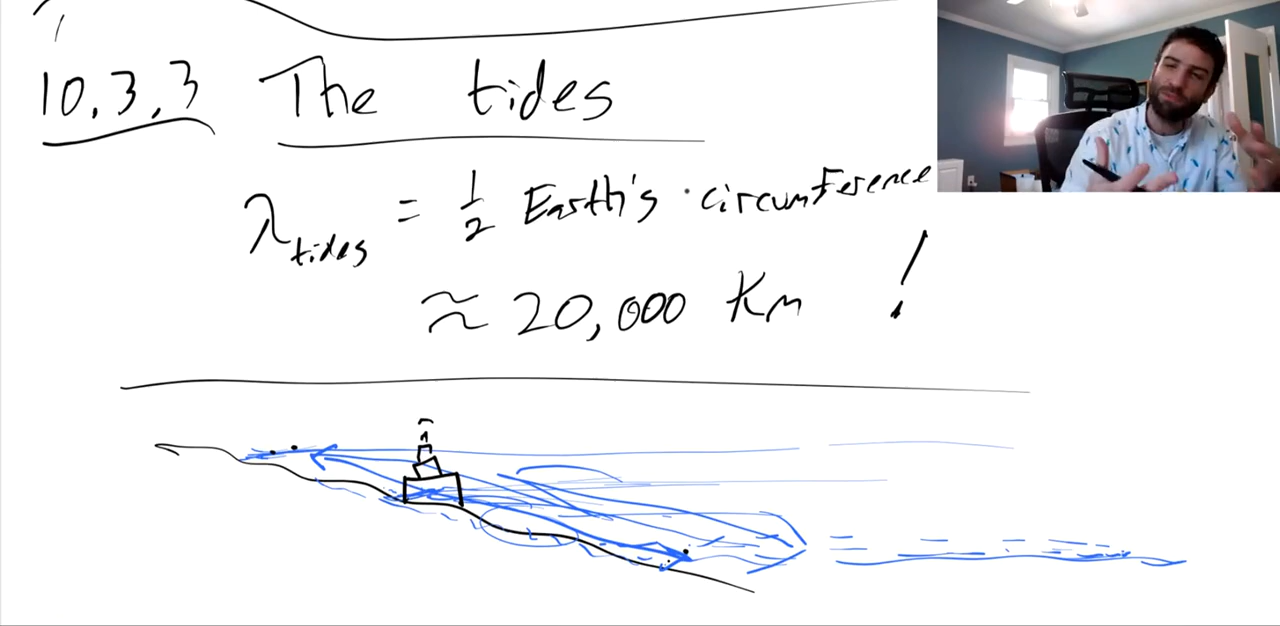 10.3.3 The tides
λtides = 1/2 Earth's circumference
≈ 20,000 Km !